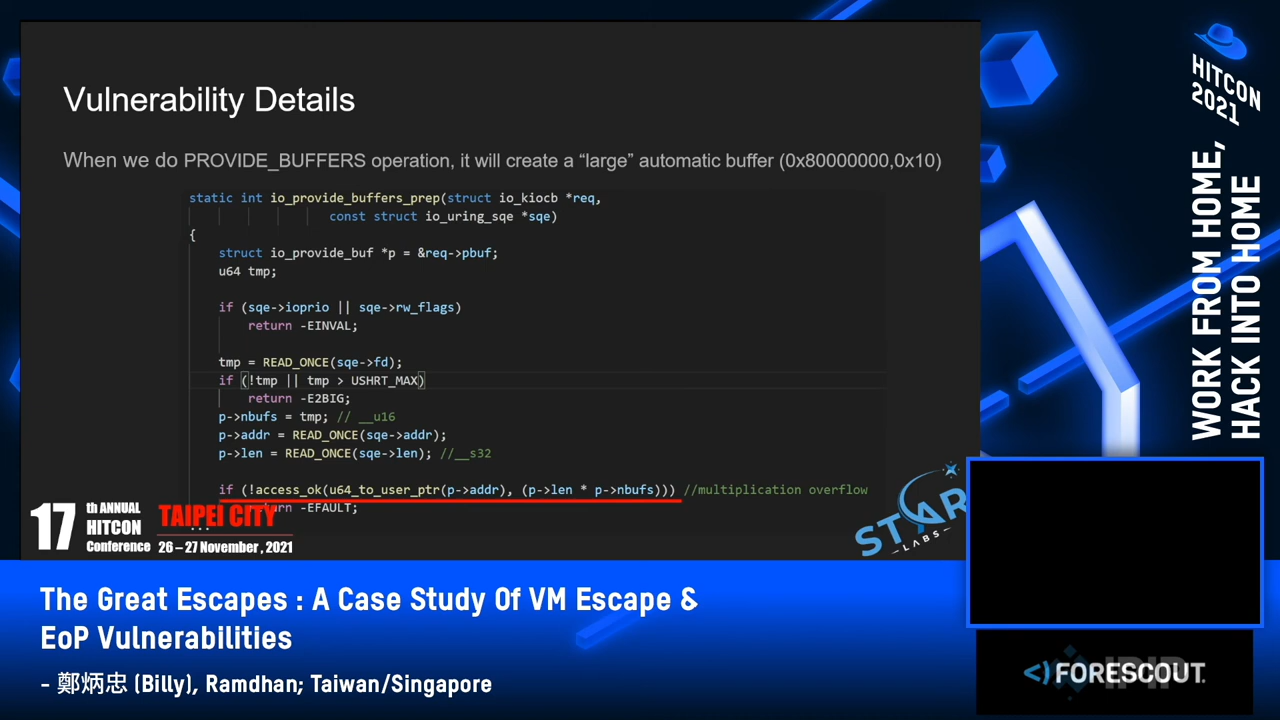 Vulnerability Details
When we do PROVIDE_BUFFERS operation, it will create a “large” automatic buffer (0x80000000,0x10)
static int io_provide_buffers_prep(struct io_kiocb *req,
const struct io_uring_sqe *sqe)
{
struct io_provide_buf *p = &req->pbuf;
u64 tmp;
if (sqe->ioprio || sqe->rw_flags)
return -EINVAL;
tmp = READ_ONCE(sqe->fd);
if (!tmp || tmp > USHRT_MAX)
return -E2BIG;
p->nbufs = tmp; // __u16
p->addr = READ_ONCE(sqe->addr);
p->len = READ_ONCE(sqe->len); //__s32
if (!access_ok(u64_to_user_ptr(p->addr), (p->len * p->nbufs))) //multiplication overflow
-EFAULT;
...
17 th ANNUAL
HITCON
Conference
TAIPEI CITY
26 – 27 November , 2021
STAR
LABS
HITCON
2021
WORK FROM HOME,
HACK INTO HOME
The Great Escapes : A Case Study Of VM Escape &
EoP Vulnerabilities
- 鄭炳忠 (Billy), Ramdhan; Taiwan/Singapore
<) FORESCOUT.